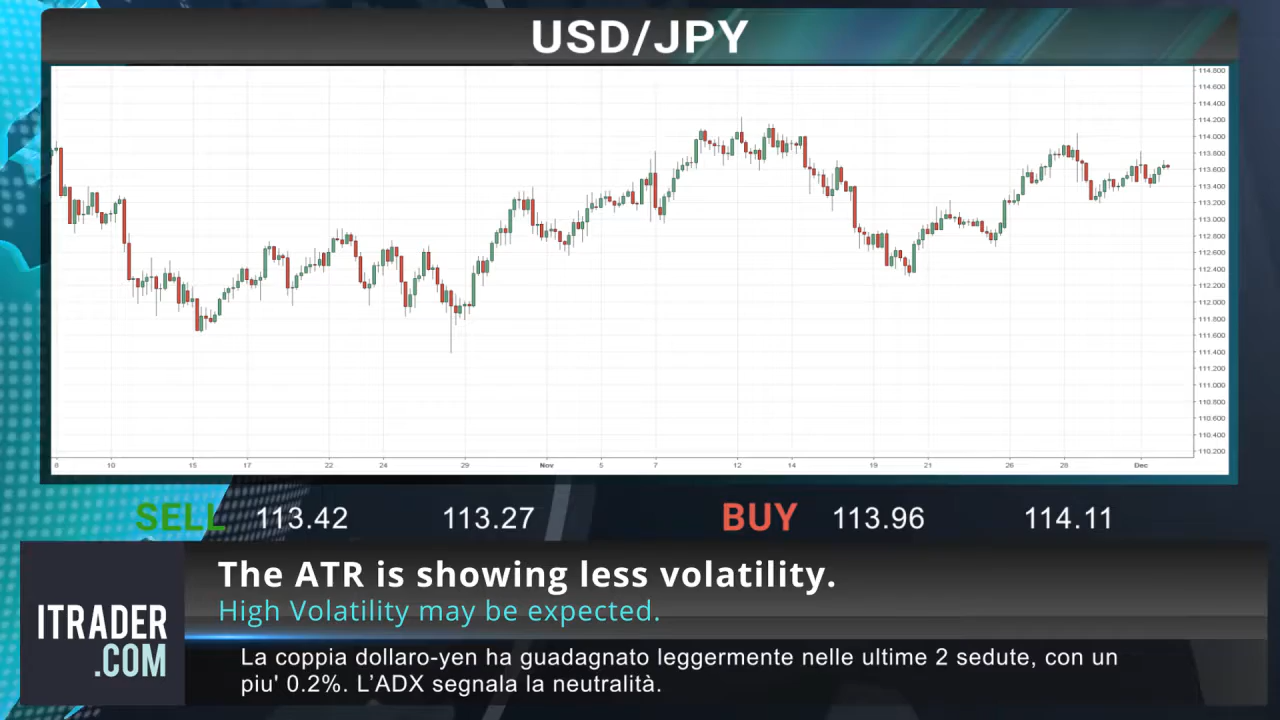 USD/JPY
114.800
114.600
114.400
114.200
114.000
113.800
113.600
113.400
113.200
113.000
112.800
112.600
112.400
112.200
112.000
111.800
111.600
111.400
111.200
111.000
110.800
110.600
110.400
110.200
8 10 15 17 22 24 29 Nov 5 7 12 14 19 21 26 28 Dec
SELL 113.42 113.27 BUY 113.96 114.11
The ATR is showing less volatility.
High Volatility may be expected.
ITRADER
.COM
La coppia dollaro-yen ha guadagnato leggermente nelle ultime 2 sedute, con un
piu' 0.2%. L’ADX segnala la neutralità.